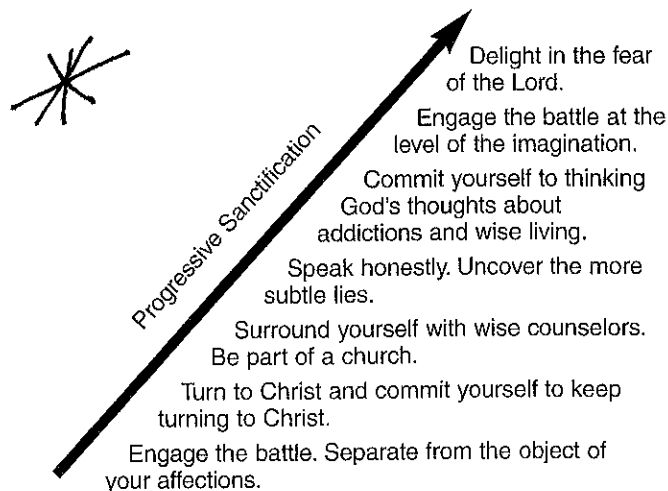 Delight in the fear
of the Lord.
Engage the battle at the
level of the imagination.
Commit yourself to thinking
God's thoughts about
addictions and wise living.
Speak honestly. Uncover the more
subtle lies.
Surround yourself with wise counselors.
Be part of a church.
Turn to Christ and commit yourself to keep
turning to Christ.
Engage the battle. Separate from the object of
your affections.
Progressive Sanctification